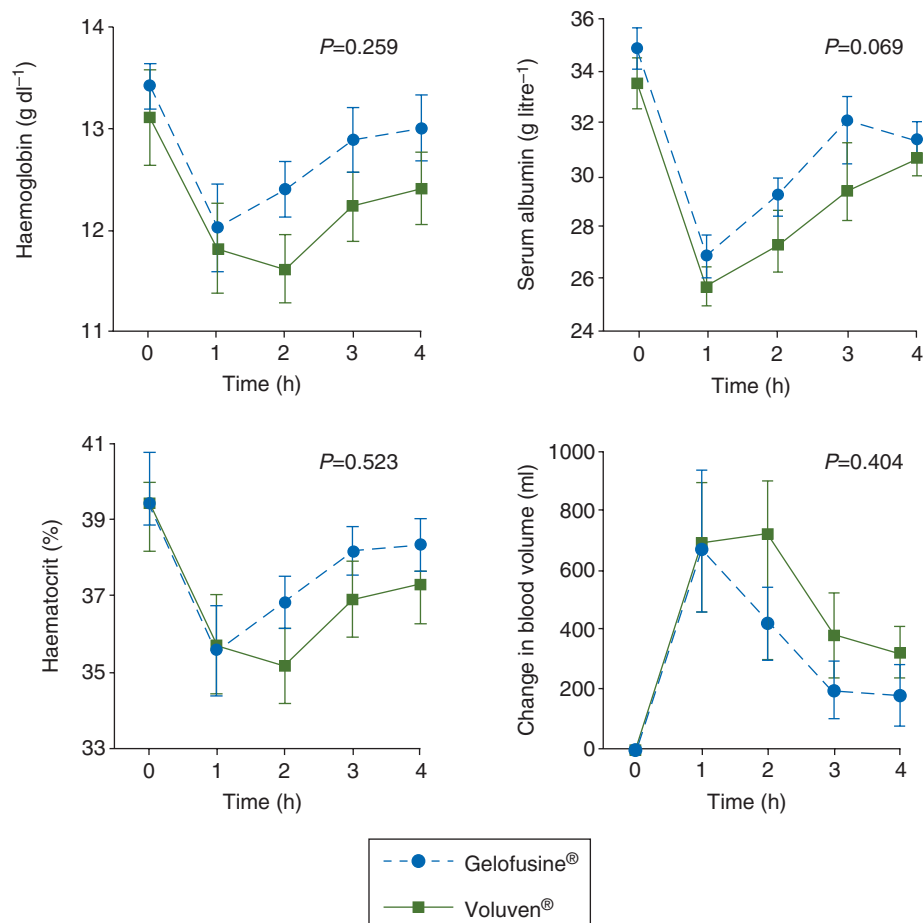 Haemoglobin (g dl⁻¹)
14
13
12
11
P=0.259
0 1 2 3 4
Time (h)
Serum albumin (g litre⁻¹)
36
34
32
30
28
26
24
P=0.069
0 1 2 3 4
Time (h)
Haematocrit (%)
41
39
37
35
33
P=0.523
0 1 2 3 4
Time (h)
Change in blood volume (ml)
1000
800
600
400
200
0
P=0.404
0 1 2 3 4
Time (h)
Gelofusine®
Voluven®